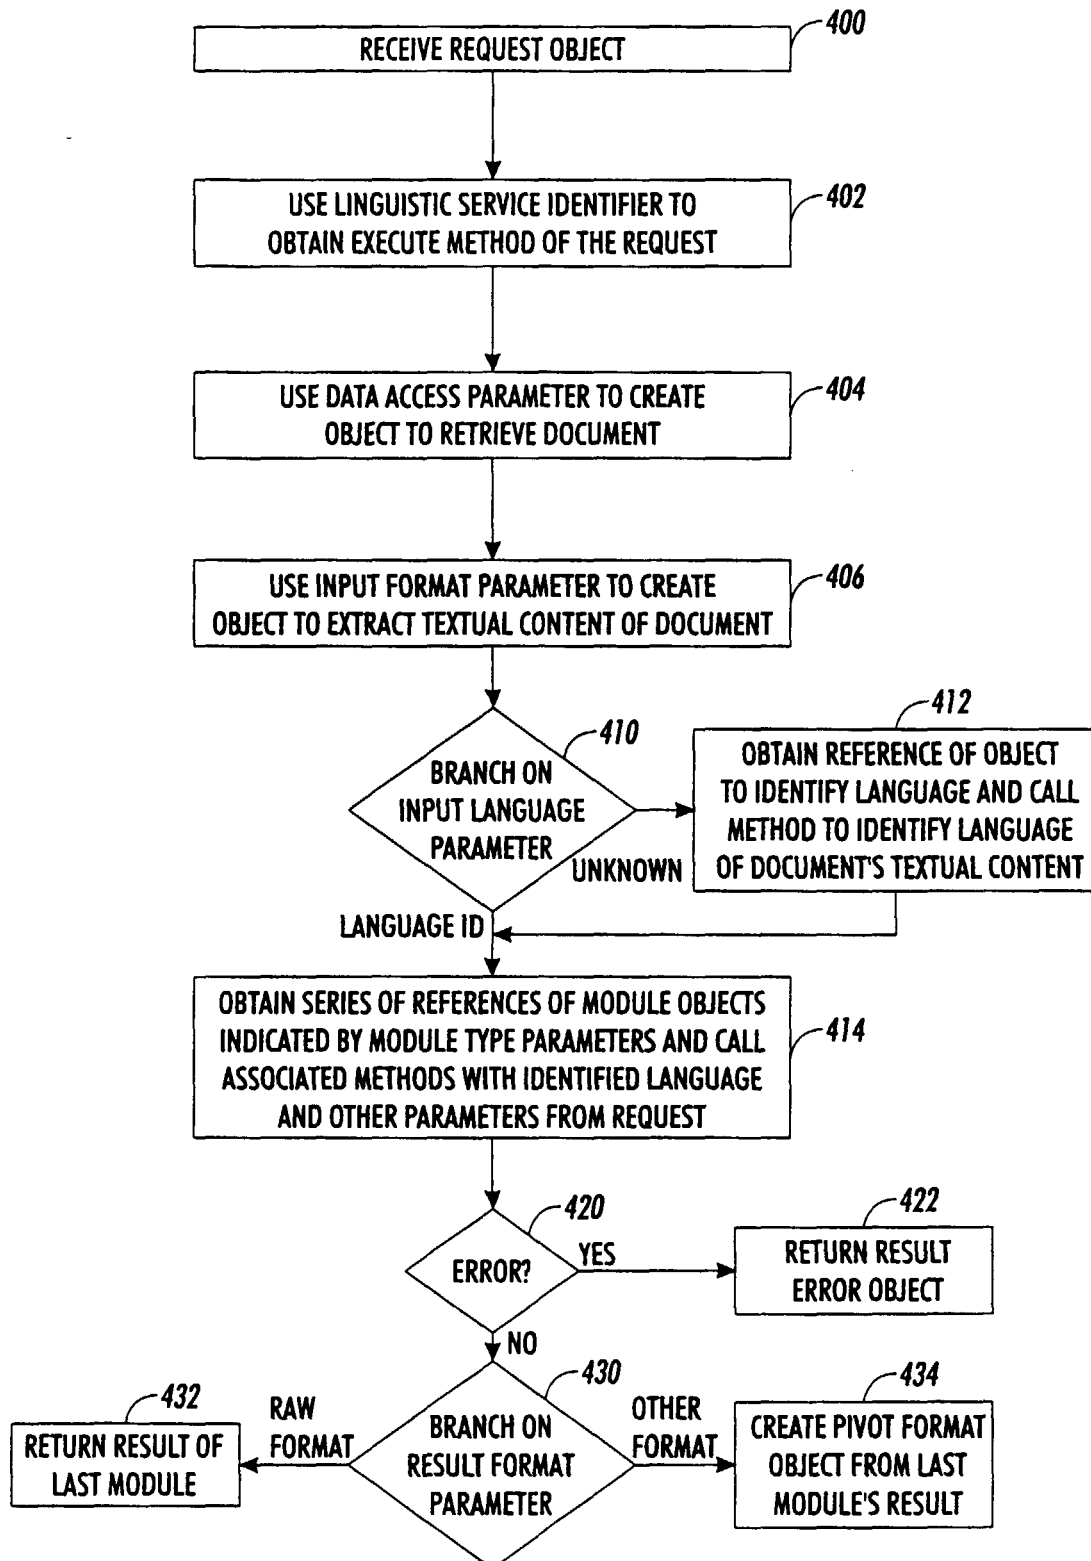 400
RECEIVE REQUEST OBJECT
402
USE LINGUISTIC SERVICE IDENTIFIER TO
OBTAIN EXECUTE METHOD OF THE REQUEST
404
USE DATA ACCESS PARAMETER TO CREATE
OBJECT TO RETRIEVE DOCUMENT
406
USE INPUT FORMAT PARAMETER TO CREATE
OBJECT TO EXTRACT TEXTUAL CONTENT OF DOCUMENT
410
BRANCH ON
INPUT LANGUAGE
PARAMETER
UNKNOWN
412
OBTAIN REFERENCE OF OBJECT
TO IDENTIFY LANGUAGE AND CALL
METHOD TO IDENTIFY LANGUAGE
OF DOCUMENT'S TEXTUAL CONTENT
LANGUAGE ID
OBTAIN SERIES OF REFERENCES OF MODULE OBJECTS
INDICATED BY MODULE TYPE PARAMETERS AND CALL
ASSOCIATED METHODS WITH IDENTIFIED LANGUAGE
AND OTHER PARAMETERS FROM REQUEST
414
420
ERROR?
YES
422
RETURN RESULT
ERROR OBJECT
NO
430
BRANCH ON
RESULT FORMAT
PARAMETER
RAW
FORMAT
432
RETURN RESULT OF
LAST MODULE
OTHER
FORMAT
434
CREATE PIVOT FORMAT
OBJECT FROM LAST
MODULE'S RESULT